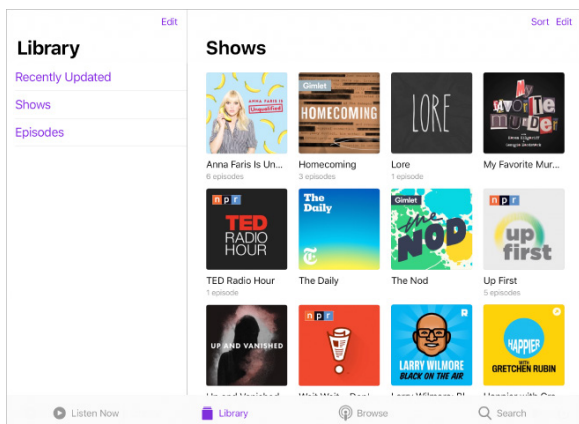 Edit
Library
Recently Updated
Shows
Episodes
Sort Edit
Shows
ANNA FARIS IS
Unqualified
Anna Faris Is Un...
6 episodes
Gimlet
HOMECOMING
Homecoming
3 episodes
LORE
Lore
1 episode
My
FAVORITE
MURDER
My Favorite Mur...
npr
TED
RADIO
HOUR
TED Radio Hour
1 episode
The
Daily
The Daily
Gimlet
the
NOD
The Nod
npr
up
first
Up First
5 episodes
UP AND VANISHED
npr
LARRY WILMORE
BLACK ON THE AIR
HAPPIER
WITH
GRETCHEN RUBIN
Listen Now
Library
Browse
Search